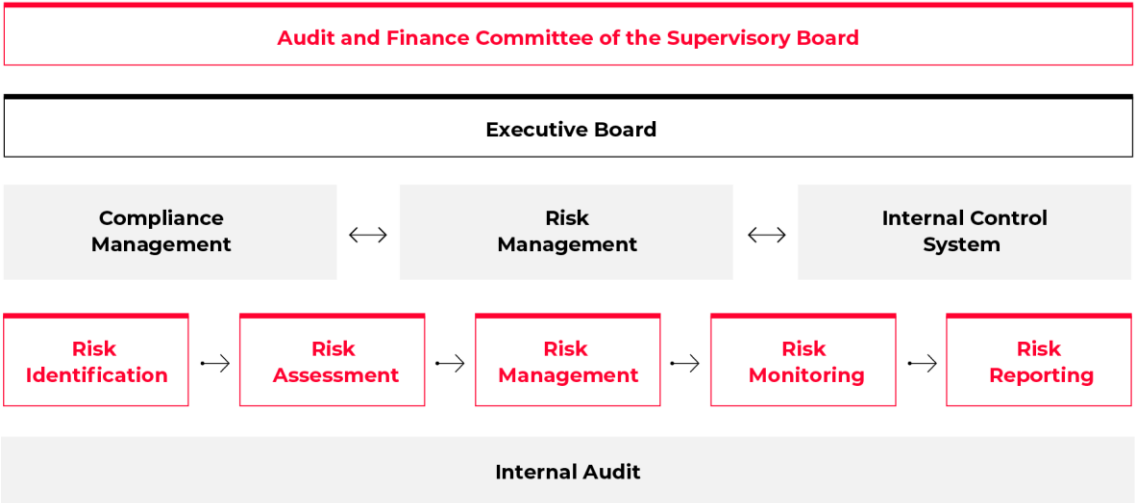 Audit and Finance Committee of the Supervisory Board
Executive Board
Compliance
Management
Risk
Management
Internal Control
System
Risk
Identification
Risk
Assessment
Risk
Management
Risk
Monitoring
Risk
Reporting
Internal Audit